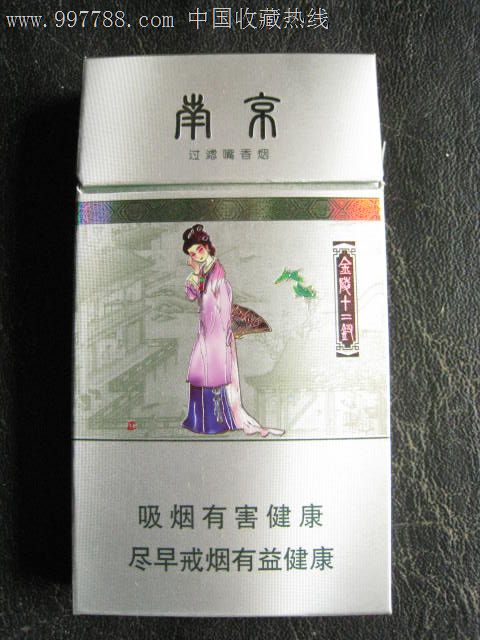 www.997788.com 中国收藏热线
南京
过滤嘴香烟
金陵十二钗
吸烟有害健康
尽早戒烟有益健康